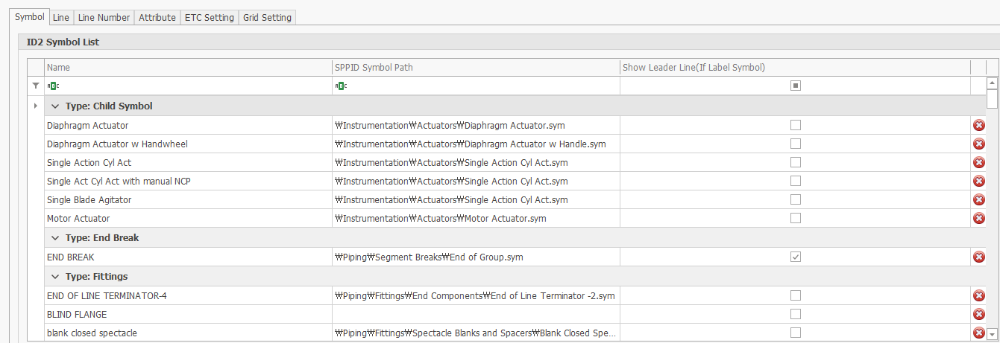 Symbol Line Line Number Attribute ETC Setting Grid Setting
ID2 Symbol List
Name SPPID Symbol Path Show Leader Line(If Label Symbol)
ABC ABC
Type: Child Symbol
Diaphragm Actuator ₩Instrumentation₩Actuators₩Diaphragm Actuator.sym
Diaphragm Actuator w Handwheel ₩Instrumentation₩Actuators₩Diaphragm Actuator w Handle.sym
Single Action Cyl Act ₩Instrumentation₩Actuators₩Single Action Cyl Act.sym
Single Act Cyl Act with manual NCP ₩Instrumentation₩Actuators₩Single Action Cyl Act.sym
Single Blade Agitator ₩Instrumentation₩Actuators₩Single Action Cyl Act.sym
Motor Actuator ₩Instrumentation₩Actuators₩Motor Actuator.sym
Type: End Break
END BREAK ₩Piping₩Segment Breaks₩End of Group.sym
Type: Fittings
END OF LINE TERMINATOR-4 ₩Piping₩Fittings₩End Components₩End of Line Terminator -2.sym
BLIND FLANGE
blank closed spectacle ₩Piping₩Fittings₩Spectacle Blanks and Spacers₩Blank Closed Spe...